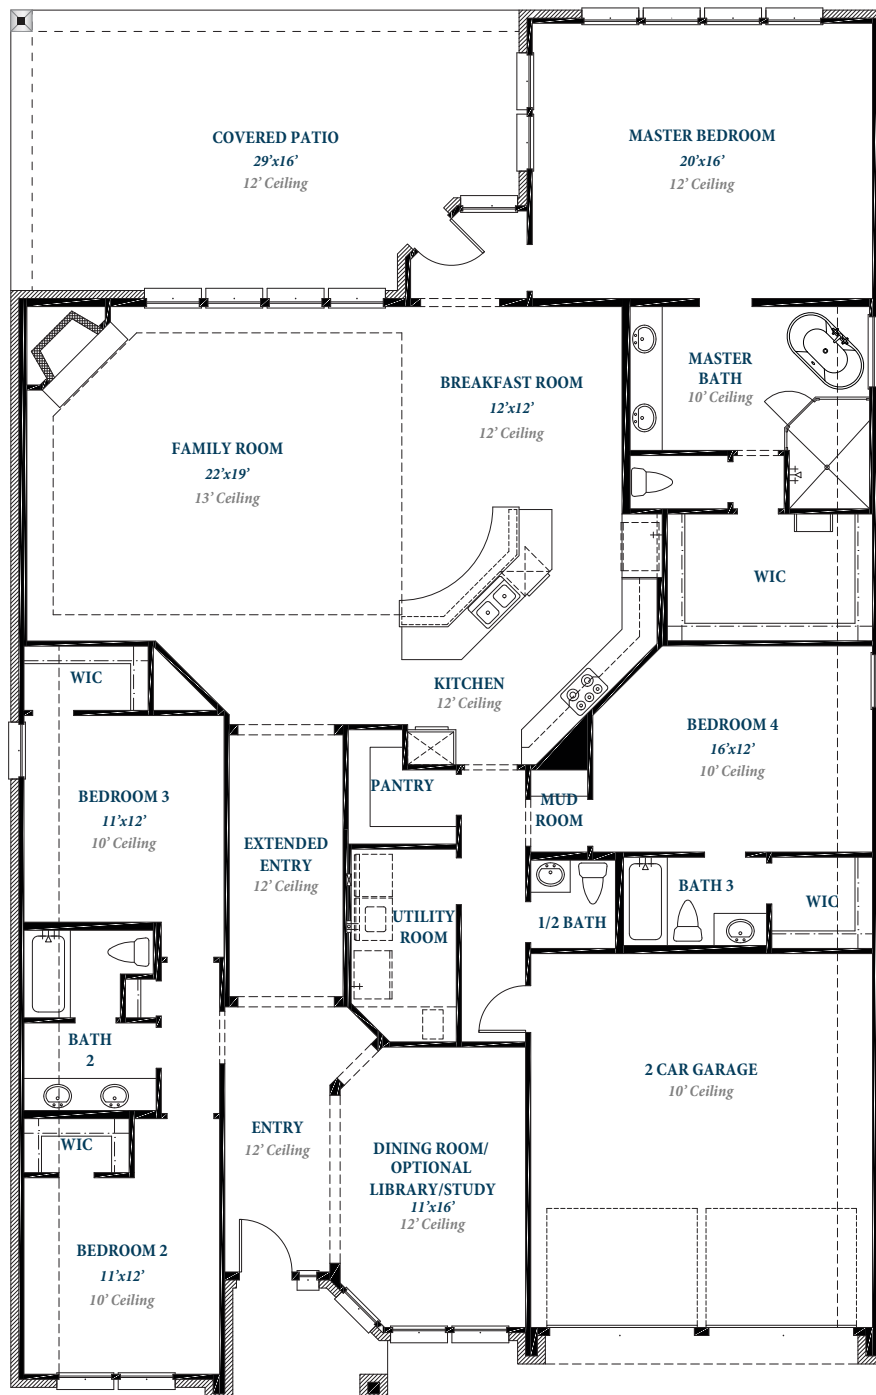 COVERED PATIO
29'x16'
12' Ceiling
MASTER BEDROOM
20'x16'
12' Ceiling
MASTER
BATH
10' Ceiling
BREAKFAST ROOM
12'x12'
12' Ceiling
FAMILY ROOM
22'x19'
13' Ceiling
WIC
WIC
KITCHEN
12' Ceiling
BEDROOM 4
16'x12'
10' Ceiling
PANTRY
MUD
ROOM
BEDROOM 3
11'x12'
10' Ceiling
EXTENDED
ENTRY
12' Ceiling
UTILITY
ROOM
1/2 BATH
BATH 3
WIC
BATH
2
2 CAR GARAGE
10' Ceiling
ENTRY
12' Ceiling
WIC
DINING ROOM/
OPTIONAL
LIBRARY/STUDY
11'x16'
12' Ceiling
BEDROOM 2
11'x12'
10' Ceiling